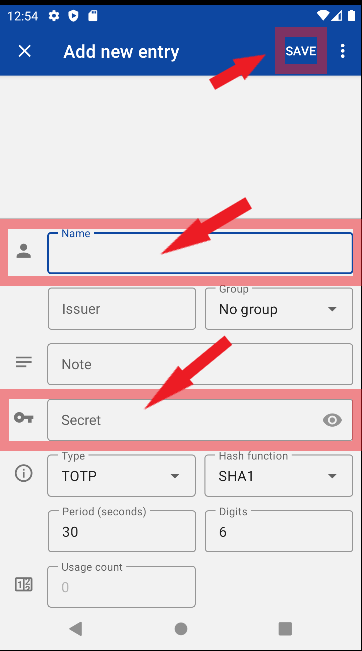 12:54
Add new entry
SAVE
Name
Issuer
Group
No group
Note
Secret
Type
TOTP
Hash function
SHA1
Period (seconds)
30
Digits
6
Usage count
0